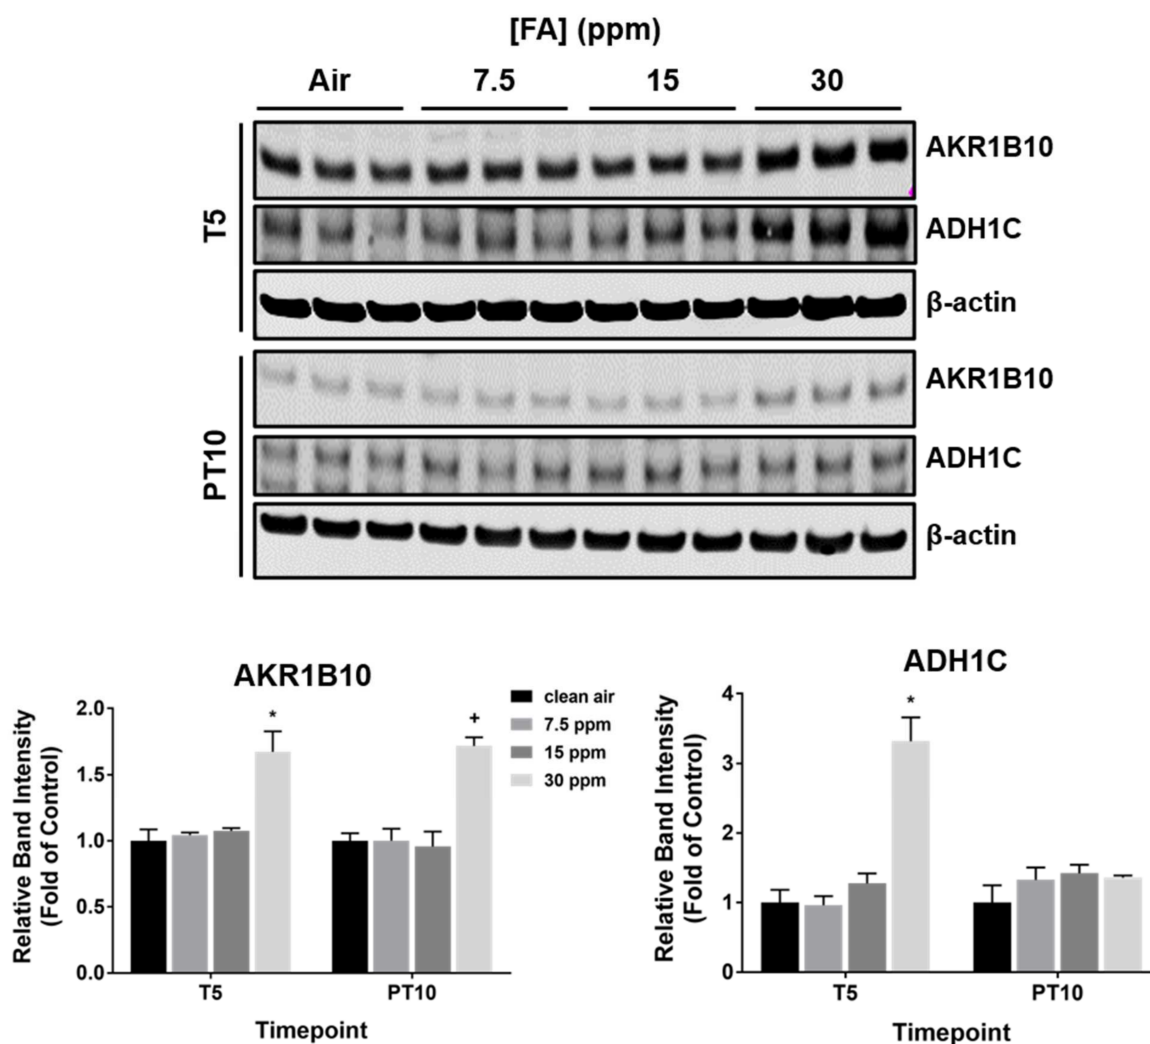 [FA] (ppm)
Air 7.5 15 30
T5
AKR1B10
ADH1C
β-actin
PT10
AKR1B10
ADH1C
β-actin
AKR1B10
Relative Band Intensity
(Fold of Control)
2.0
1.5
1.0
0.5
0.0
* +
T5 PT10
Timepoint
clean air
7.5 ppm
15 ppm
30 ppm
ADH1C
Relative Band Intensity
(Fold of Control)
4
3
2
1
0
*
T5 PT10
Timepoint